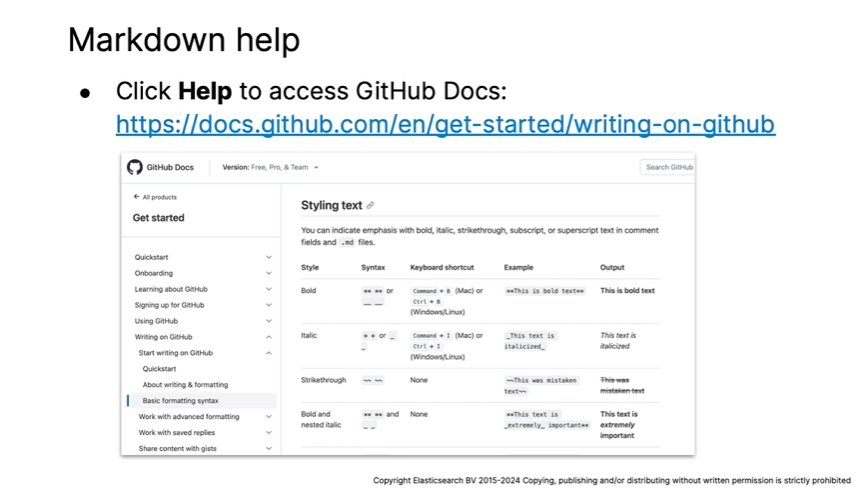 Markdown help
● Click Help to access GitHub Docs:
https://docs.github.com/en/get-started/writing-on-github
GitHub Docs
Version: Free, Pro, & Team
Search GitHub
← All products
Get started
Quickstart
Onboarding
Learning about GitHub
Signing up for GitHub
Using GitHub
Writing on GitHub
Start writing on GitHub
Quickstart
About writing & formatting
Basic formatting syntax
Work with advanced formatting
Work with saved replies
Share content with gists
Styling text
You can indicate emphasis with bold, italic, strikethrough, subscript, or superscript text in comment
fields and .md files.
Style Syntax Keyboard shortcut Example Output
Bold ** ** or Command + B (Mac) or **This is bold text** This is bold text
__ __ Ctrl + B
(Windows/Linux)
Italic * * or _ Command + I (Mac) or _This text is This text is
_ Ctrl + I italicized_ italicized
(Windows/Linux)
Strikethrough ~~ ~~ None ~~This was mistaken This was
text~~ mistaken text
Bold and ** ** and None **This text is This text is
nested italic _ _ _extremely_ important** extremely
important
Copyright Elasticsearch BV 2015-2024 Copying, publishing and/or distributing without written permission is strictly prohibited